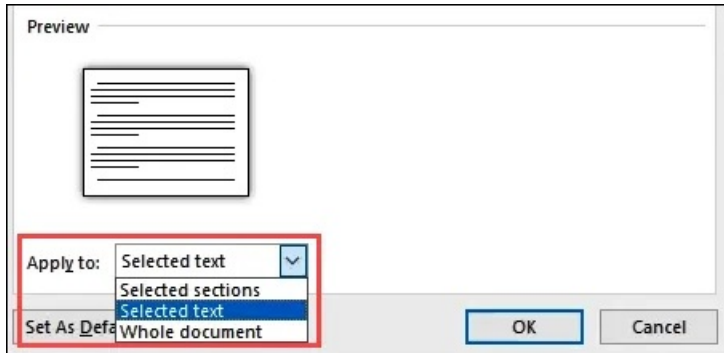 Preview
Apply to: Selected text
Selected sections
Selected text
Set As Defa Whole document OK Cancel